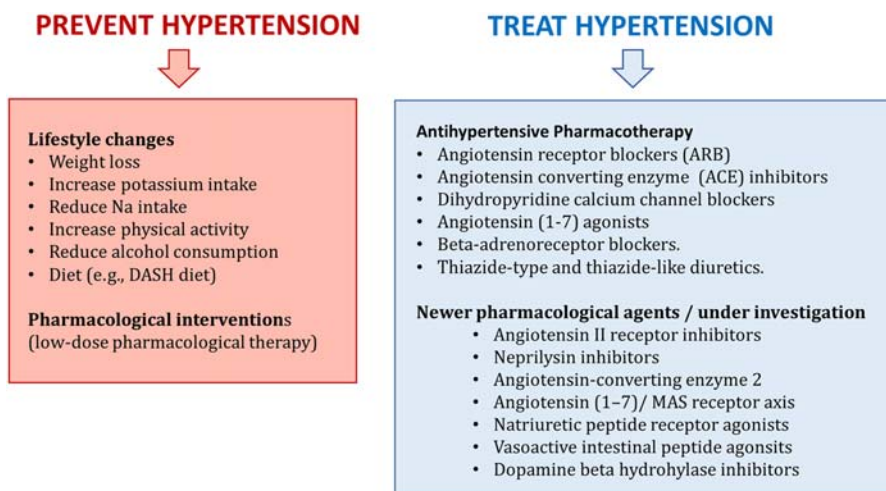 PREVENT HYPERTENSION
Lifestyle changes
• Weight loss
• Increase potassium intake
• Reduce Na intake
• Increase physical activity
• Reduce alcohol consumption
• Diet (e.g., DASH diet)
Pharmacological interventions
(low-dose pharmacological therapy)
TREAT HYPERTENSION
Antihypertensive Pharmacotherapy
• Angiotensin receptor blockers (ARB)
• Angiotensin converting enzyme (ACE) inhibitors
• Dihydropyridine calcium channel blockers
• Angiotensin (1-7) agonists
• Beta-adrenoreceptor blockers.
• Thiazide-type and thiazide-like diuretics.
Newer pharmacological agents / under investigation
• Angiotensin II receptor inhibitors
• Neprilysin inhibitors
• Angiotensin-converting enzyme 2
• Angiotensin (1–7)/ MAS receptor axis
• Natriuretic peptide receptor agonists
• Vasoactive intestinal peptide agonsits
• Dopamine beta hydrohylase inhibitors